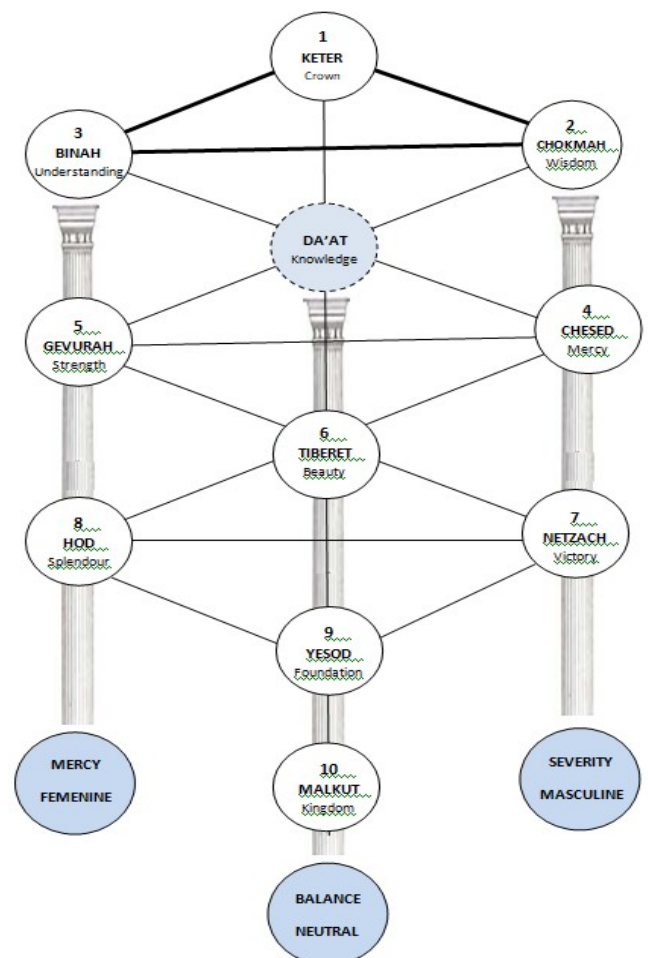 1
KETER
Crown
3
BINAH
Understanding
2
CHOKMAH
Wisdom
DA'AT
Knowledge
5
GEVURAH
Strength
4
CHESED
Mercy
6
TIBERET
Beauty
8
HOD
Splendour
7
NETZACH
Victory
9
YESOD
Foundation
MERCY
FEMENINE
10
MALKUT
Kingdom
SEVERITY
MASCULINE
BALANCE
NEUTRAL